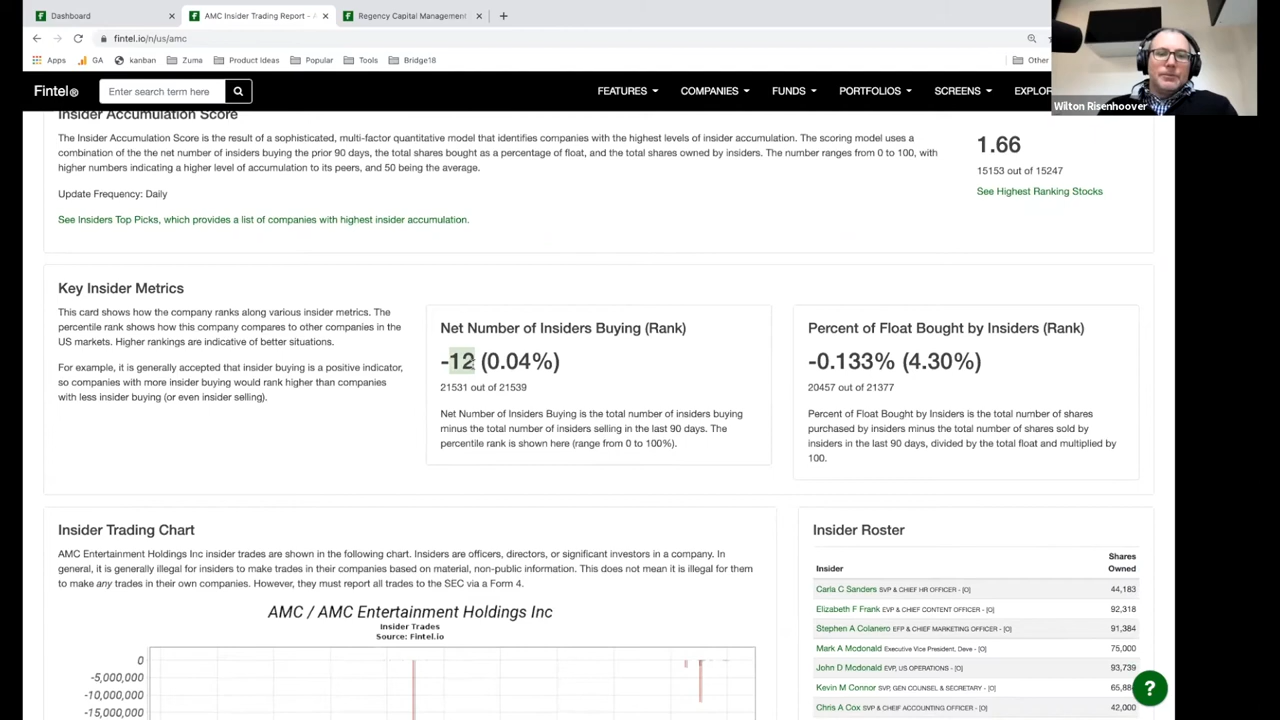 Dashboard
AMC Insider Trading Report - A
Regency Capital Management
fintel.io/n/us/amc
Apps
GA
kanban
Zuma
Product Ideas
Popular
Tools
Bridge18
Other
Fintel
Enter search term here
FEATURES
COMPANIES
FUNDS
PORTFOLIOS
SCREENS
EXPLOR
Wilton Risenhoover
Insider Accumulation Score
The Insider Accumulation Score is the result of a sophisticated, multi-factor quantitative model that identifies companies with the highest levels of insider accumulation. The scoring model uses a
combination of the the net number of insiders buying the prior 90 days, the total shares bought as a percentage of float, and the total shares owned by insiders. The number ranges from 0 to 100, with
with higher numbers indicating a higher level of accumulation to its peers, and 50 being the average.
Update Frequency: Daily
See Insiders Top Picks, which provides a list of companies with highest insider accumulation.
1.66
15153 out of 15247
See Highest Ranking Stocks
Key Insider Metrics
This card shows how the company ranks along various insider metrics. The
percentile rank shows how this company compares to other companies in the
US markets. Higher rankings are indicative of better situations.
For example, it is generally accepted that insider buying is a positive indicator,
so companies with more insider buying would rank higher than companies
with less insider buying (or even insider selling).
Net Number of Insiders Buying (Rank)
-12 (0.04%)
21531 out of 21539
Net Number of Insiders Buying is the total number of insiders buying
minus the total number of insiders selling in the last 90 days. The
percentile rank is shown here (range from 0 to 100%).
Percent of Float Bought by Insiders (Rank)
-0.133% (4.30%)
20457 out of 21377
Percent of Float Bought by Insiders is the total number of shares
purchased by insiders minus the total number of shares sold by
insiders in the last 90 days, divided by the total float and multiplied by
100.
Insider Trading Chart
AMC Entertainment Holdings Inc insider trades are shown in the following chart. Insiders are officers, directors, or significant investors in a company. In
general, it is generally illegal for insiders to make trades in their companies based on material, non-public information. This does not mean it is illegal for them
to make any trades in their own companies. However, they must report all trades to the SEC via a Form 4.
AMC / AMC Entertainment Holdings Inc
Insider Trades
Source: Fintel.io
0
-5,000,000
-10,000,000
-15,000,000
Insider Roster
Insider
Shares
Owned
Carla C Sanders SVP & CHIEF HR OFFICER - [O] 44,183
Elizabeth F Frank EVP & CHIEF CONTENT OFFICER - [O] 92,318
Stephen A Colanero EFP & CHIEF MARKETING OFFICER - [O] 91,384
Mark A Mcdonald Executive Vice President, Deve - [O] 75,000
John D Mcdonald EVP, US OPERATIONS - [O] 93,739
Kevin M Connor SVP, GEN COUNSEL & SECRETARY - [O] 65,88
Chris A Cox SVP & CHEIF ACCOUNTING OFFICER - [O] 42,000
?